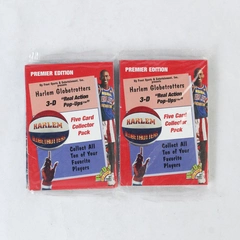 PREMIER EDITION
Harlem Globetrotters
3-D
"Real Action
Pop-Ups"
Five Card
Collector
Pack
HARLEM
GLOBETROTTERS
Collect All
Ten of Your
Favorite
Players
PREMIER EDITION
Harlem Globetrotters
3-D
"Real Action
Pop-Ups"
Five Card
Collector
Pack
HARLEM
GLOBETROTTERS
Collect All
Ten of Your
Favorite
Players